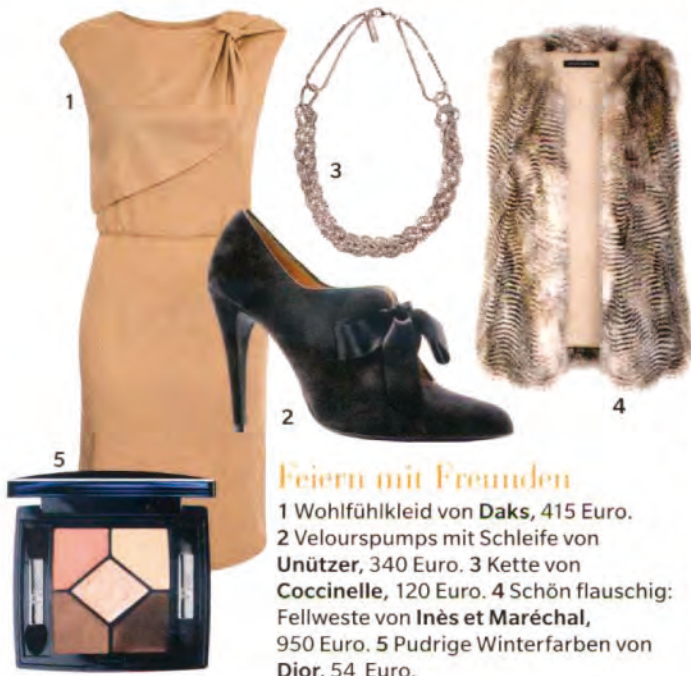 1
3
2
4
5
Feiern mit Freunden
1 Wohlfühlkleid von Daks, 415 Euro.
2 Velourspumps mit Schleife von
Unützer, 340 Euro. 3 Kette von
Coccinelle, 120 Euro. 4 Schön flauschig:
Fellweste von Inès et Maréchal,
950 Euro. 5 Pudrige Winterfarben von
Dior, 54 Euro.